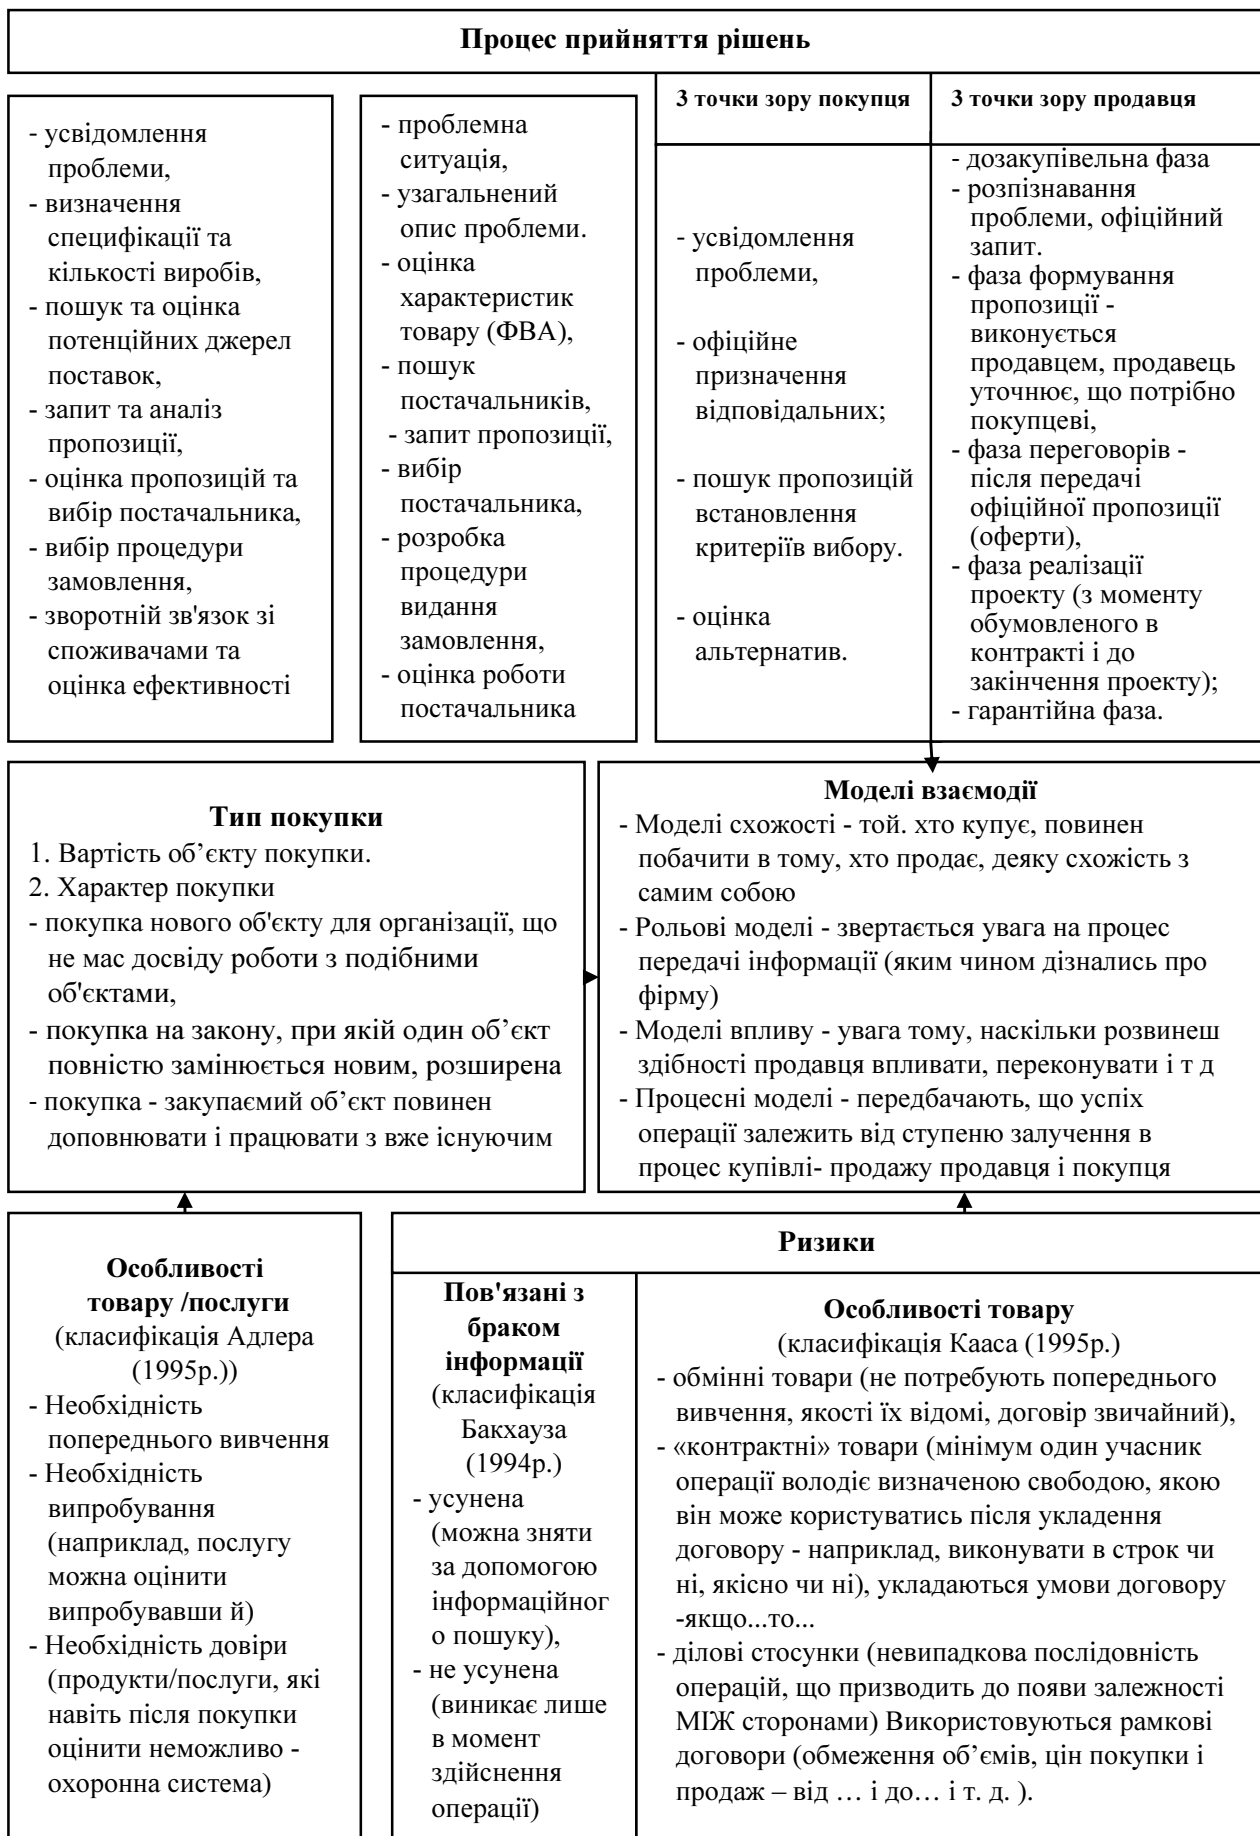 Процес прийняття рішень
- усвідомлення
проблеми,
- визначення
специфікації та
кількості виробів,
- пошук та оцінка
потенційних джерел
поставок,
- запит та аналіз
пропозиції,
- оцінка пропозицій та
вибір постачальника,
- вибір процедури
замовлення,
- зворотній зв'язок зі
споживачами та
оцінка ефективності
- проблемна
ситуація,
- узагальнений
опис проблеми.
- оцінка
характеристик
товару (ФВА),
- пошук
постачальників,
- запит пропозиції,
- вибір
постачальника,
- розробка
процедури
видання
замовлення,
- оцінка роботи
постачальника
3 точки зору покупця
- усвідомлення
проблеми,
- офіційне
призначення
відповідальних;
- пошук пропозицій
встановлення
критеріїв вибору.
- оцінка
альтернатив.
3 точки зору продавця
- дозакупівельна фаза
- розпізнавання
проблеми, офіційний
запит.
- фаза формування
пропозиції -
виконується
продавцем, продавець
уточнює, що потрібно
покупцеві,
- фаза переговорів -
після передачі
офіційної пропозиції
(оферти),
- фаза реалізації
проекту (з моменту
обумовленого в
контракті і до
закінчення проекту);
- гарантійна фаза.
Тип покупки
1. Вартість об’єкту покупки.
2. Характер покупки
- покупка нового об'єкту для організації, що
не мас досвіду роботи з подібними
об'єктами,
- покупка на закону, при якій один об’єкт
повністю замінюється новим, розширена
- покупка - закупаємий об’єкт повинен
доповнювати і працювати з вже існуючим
Моделі взаємодії
- Моделі схожості - той. хто купує, повинен
побачити в тому, хто продає, деяку схожість з
самим собою
- Рольові моделі - звертається увага на процес
передачі інформації (яким чином дізнались про
фірму)
- Моделі впливу - увага тому, наскільки розвинеш
здібності продавця впливати, переконувати і т д
- Процесні моделі - передбачають, що успіх
операції залежить від ступеню залучення в
процес купівлі- продажу продавця і покупця
Особливості
товару /послуги
(класифікація Адлера
(1995р.))
- Необхідність
попереднього вивчення
- Необхідність
випробування
(наприклад, послугу
можна оцінити
випробувавши й)
- Необхідність довіри
(продукти/послуги, які
навіть після покупки
оцінити неможливо -
охоронна система)
Ризики
Пов'язані з
браком
інформації
(класифікація
Бакхауза
(1994р.)
- усунена
(можна зняти
за допомогою
інформаційног
о пошуку),
- не усунена
(виникає лише
в момент
здійснення
операції)
Особливості товару
(класифікація Кааса (1995р.)
- обмінні товари (не потребують попереднього
вивчення, якості їх відомі, договір звичайний),
- «контрактні» товари (мінімум один учасник
операції володіє визначеною свободою, якою
він може користуватись після укладення
договору - наприклад, виконувати в строк чи
ні, якісно чи ні), укладаються умови договору
-якщо...то...
- ділові стосунки (невипадкова послідовність
операцій, що призводить до появи залежності
МІЖ сторонами) Використовуються рамкові
договори (обмеження об’ємів, цін покупки і
продаж – від … і до… і т. д. ).